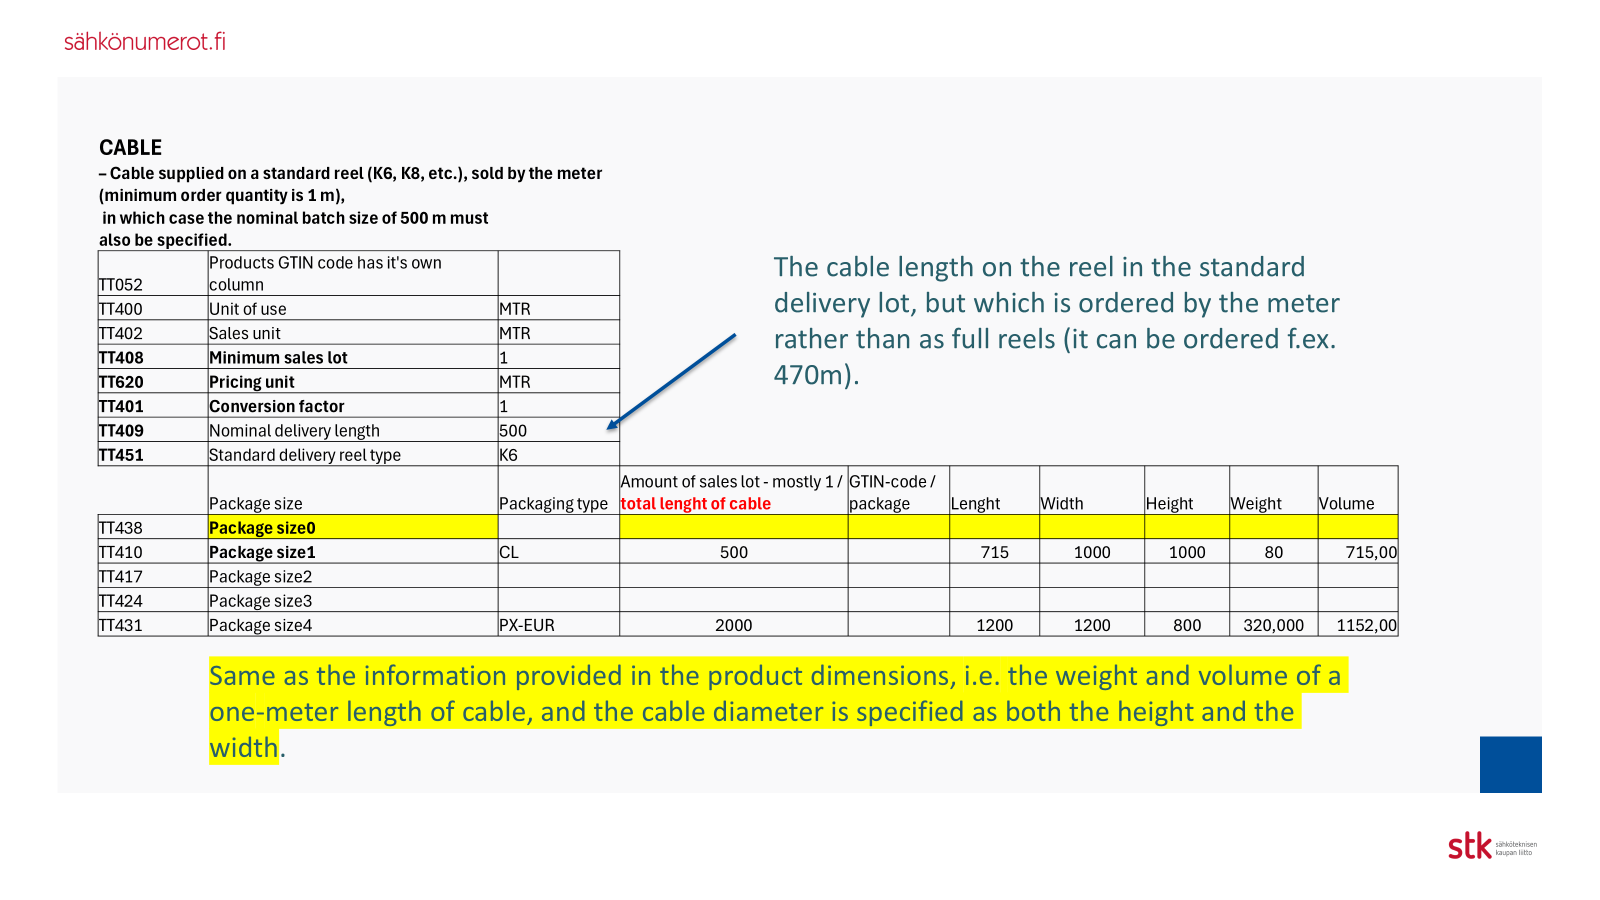 sähkönumerot.fi
CABLE
– Cable supplied on a standard reel (K6, K8, etc.), sold by the meter
(minimum order quantity is 1 m),
in which case the nominal batch size of 500 m must
also be specified.
Products GTIN code has it's own
TT052 column
TT400 Unit of use MTR
TT402 Sales unit MTR
TT408 Minimum sales lot 1
TT620 Pricing unit MTR
TT401 Conversion factor 1
TT409 Nominal delivery length 500
TT451 Standard delivery reel type K6
The cable length on the reel in the standard
delivery lot, but which is ordered by the meter
rather than as full reels (it can be ordered f.ex.
470m).
Amount of sales lot - mostly 1 / GTIN-code /
Package size Packaging type total lenght of cable package Lenght Width Height Weight Volume
TT438 Package size0
TT410 Package size1 CL 500 715 1000 1000 80 715,00
TT417 Package size2
TT424 Package size3
TT431 Package size4 PX-EUR 2000 1200 1200 800 320,000 1152,00
Same as the information provided in the product dimensions, i.e. the weight and volume of a
one-meter length of cable, and the cable diameter is specified as both the height and the
width.
stk sähköteknisen
kaupan liitto